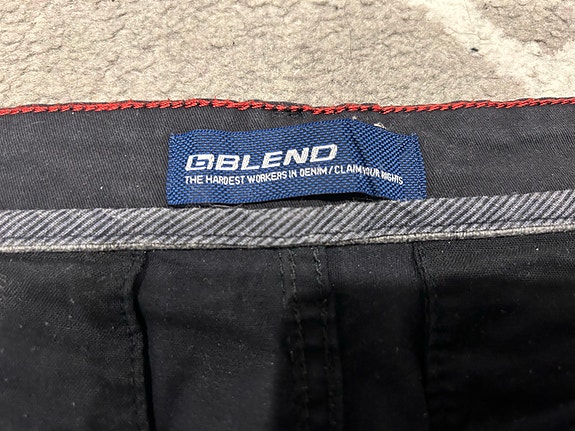 BLEND
THE HARDEST WORKERS IN DENIM / CLAIM YOUR RIGHTS